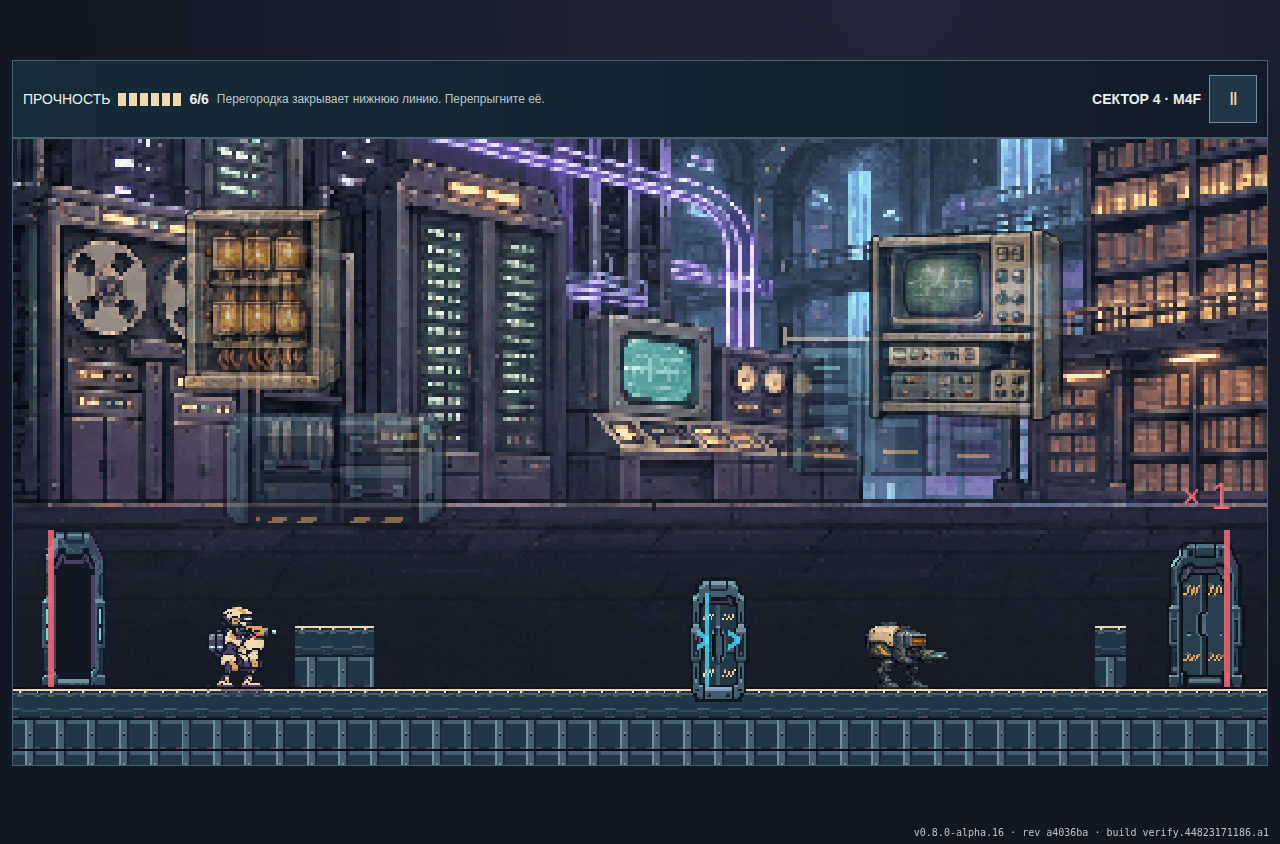 ПРОЧНОСТЬ 6/6 Перегородка закрывает нижнюю линию. Перепрыгните её. СЕКТОР 4 · M4F II
× 1
v0.8.0-alpha.16 · rev a4036ba · build verify.44823171186.a1